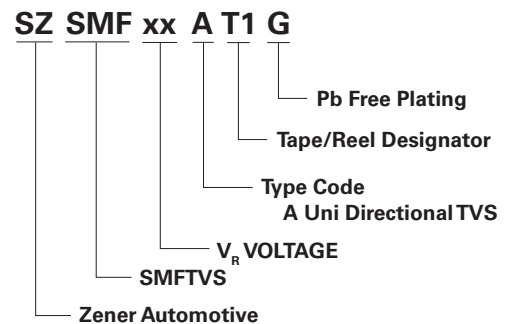 SZ SMF xx A T1 G
Pb Free Plating
Tape/Reel Designator
Type Code
A Uni Directional TVS
VR VOLTAGE
SMFTVS
Zener Automotive